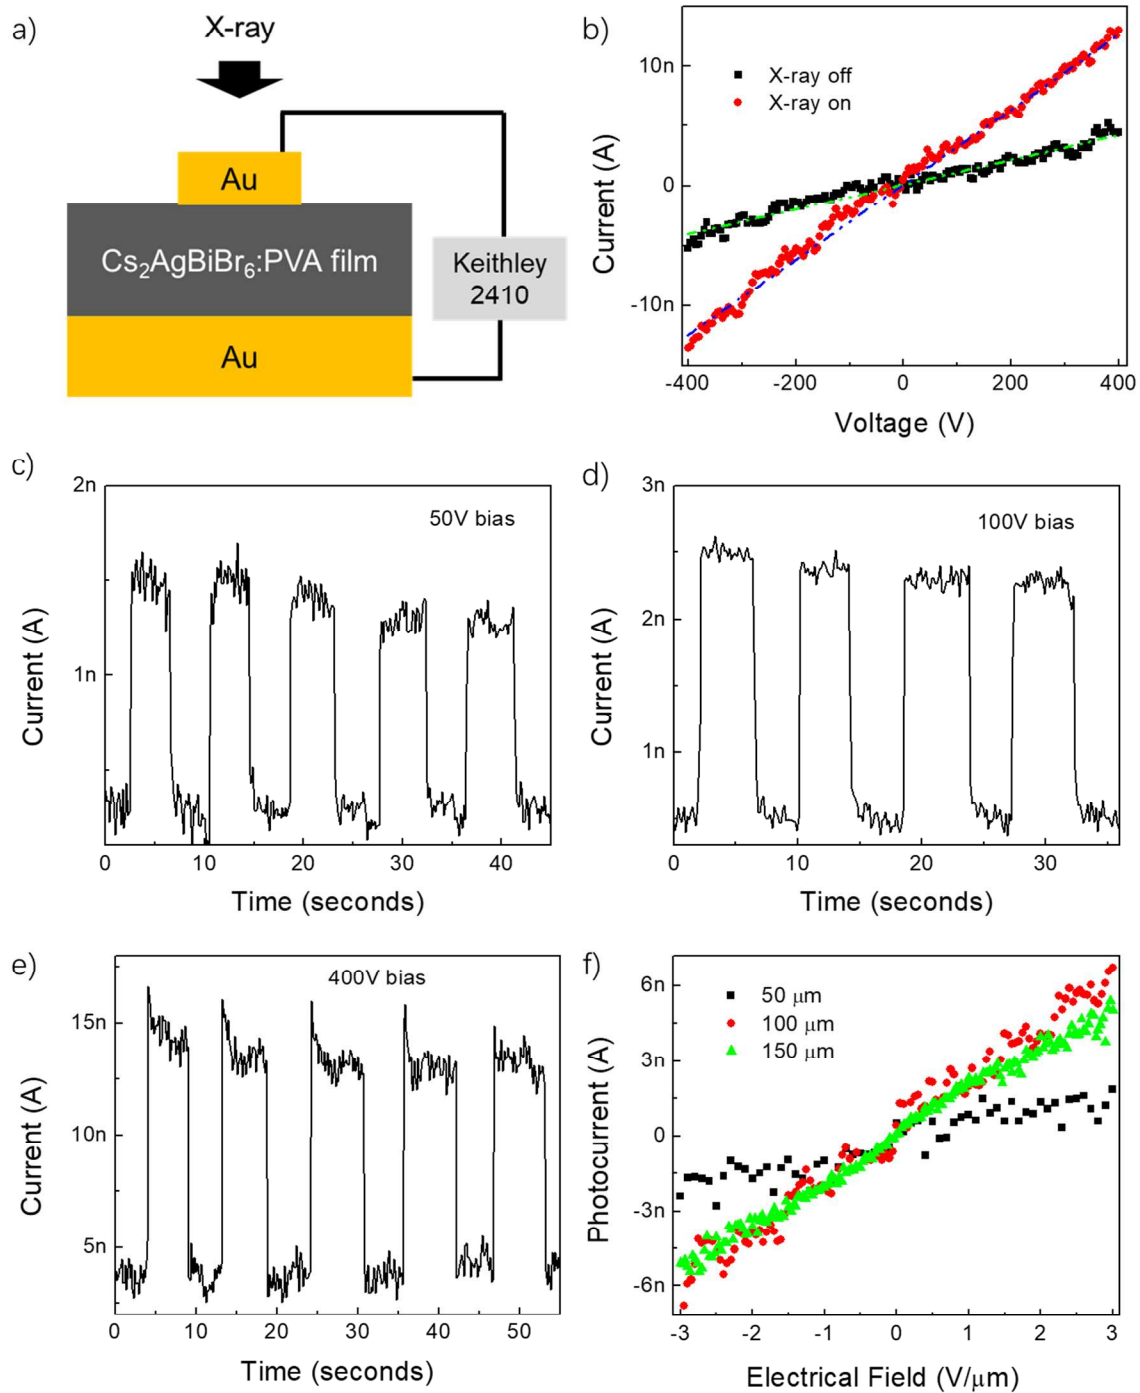 a)
X-ray
Au
Cs₂AgBiBr₆:PVA film
Au
Keithley
2410
b)
Current (A)
10n
0
-10n
X-ray off
X-ray on
-400
-200
0
200
400
Voltage (V)
c)
Current (A)
2n
1n
50V bias
0
10
20
30
40
Time (seconds)
d)
Current (A)
3n
2n
1n
100V bias
0
10
20
30
Time (seconds)
e)
Current (A)
15n
10n
5n
400V bias
0
10
20
30
40
50
Time (seconds)
f)
Photocurrent (A)
6n
3n
0
-3n
-6n
50 μm
100 μm
150 μm
-3
-2
-1
0
1
2
3
Electrical Field (V/μm)